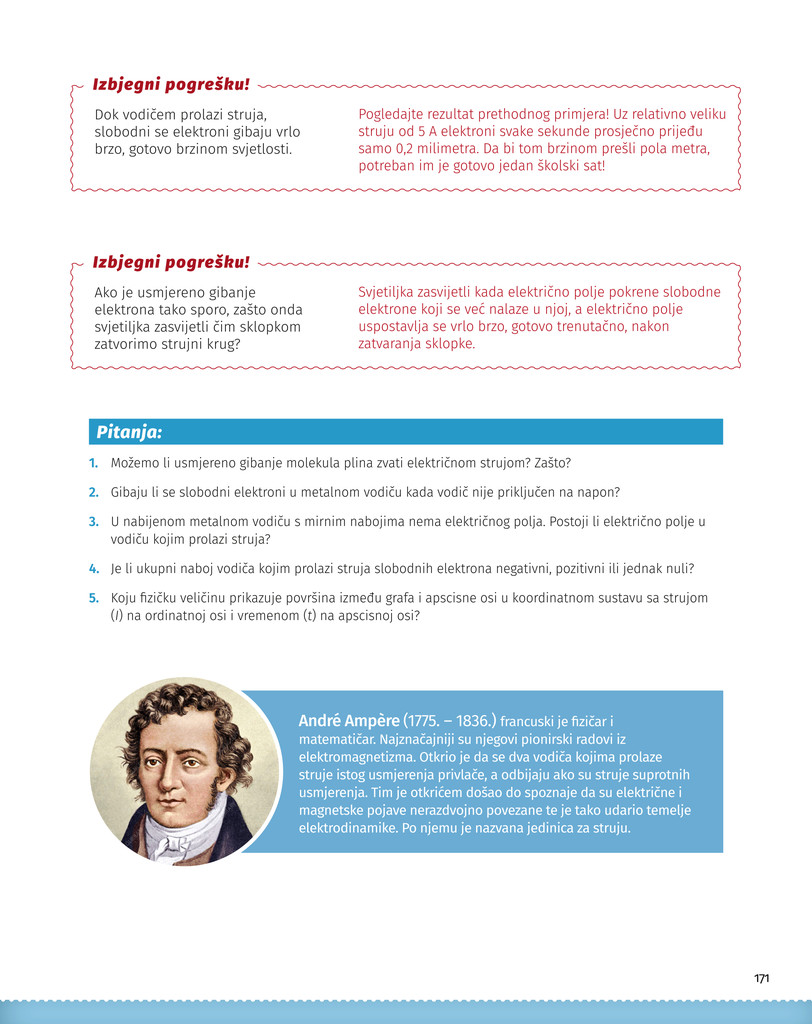 Izbjegni pogrešku!
Dok vodičem prolazi struja,
slobodni se elektroni gibaju vrlo
brzo, gotovo brzinom svjetlosti.
Pogledajte rezultat prethodnog primjera! Uz relativno veliku
struju od 5 A elektroni svake sekunde prosječno prijeđu
samo 0,2 milimetra. Da bi tom brzinom prešli pola metra,
potreban im je gotovo jedan školski sat!
Izbjegni pogrešku!
Ako je usmjereno gibanje
elektrona tako sporo, zašto onda
svjetiljka zasvijetli čim sklopkom
zatvorimo strujni krug?
Svjetiljka zasvijetli kada električno polje pokrene slobodne
elektrone koji se već nalaze u njoj, a električno polje
uspostavlja se vrlo brzo, gotovo trenutačno, nakon
zatvaranja sklopke.
Pitanja:
1. Možemo li usmjereno gibanje molekula plina zvati električnom strujom? Zašto?
2. Gibaju li se slobodni elektroni u metalnom vodiču kada vodič nije priključen na napon?
3. U nabijenom metalnom vodiču s mirnim nabojima nema električnog polja. Postoji li električno polje u
vodiču kojim prolazi struja?
4. Je li ukupni naboj vodiča kojim prolazi struja slobodnih elektrona negativni, pozitivni ili jednak nuli?
5. Koju fizičku veličinu prikazuje površina između grafa i apscisne osi u koordinatnom sustavu sa strujom
(I) na ordinatnoj osi i vremenom (t) na apscisnoj osi?
André Ampère (1775. – 1836.) francuski je fizičar i
matematičar. Najznačajniji su njegovi pionirski radovi iz
elektromagnetizma. Otkrio je da se dva vodiča kojima prolaze
struje istog usmjerenja privlače, a odbijaju ako su struje suprotnih
usmjerenja. Tim je otkrićem došao do spoznaje da su električne i
magnetske pojave nerazdvojno povezane te je tako udario temelje
elektrodinamike. Po njemu je nazvana jedinica za struju.
171